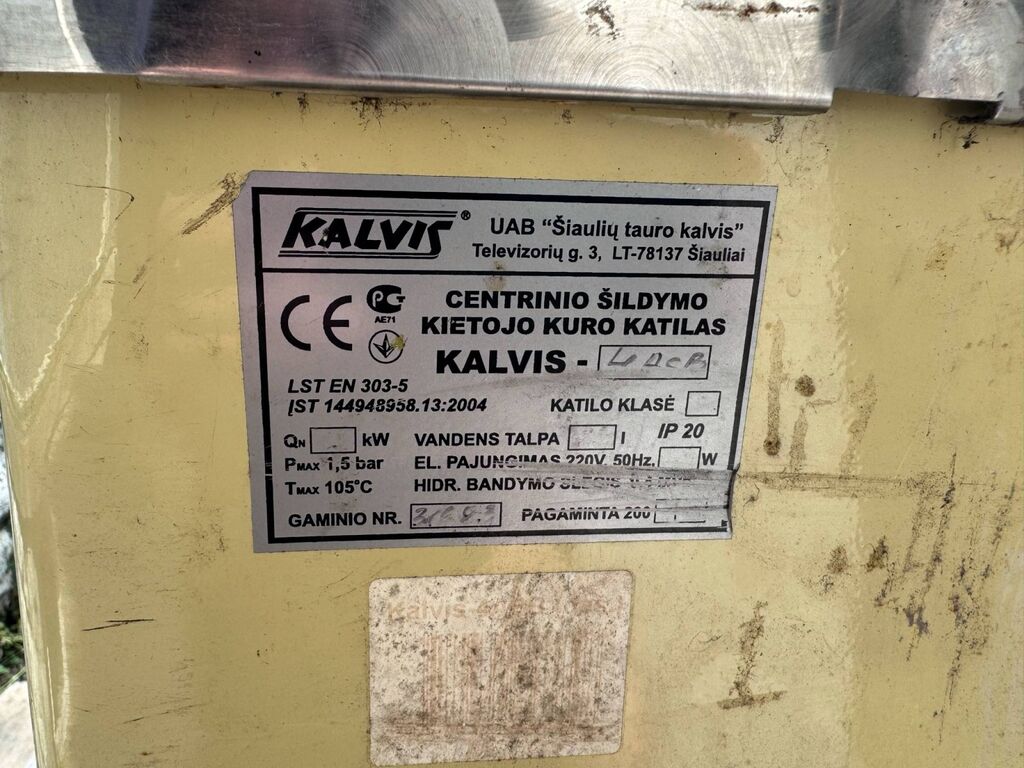 KALVIS®
UAB “Šiaulių tauro kalvis”
Televizorių g. 3, LT-78137 Šiauliai
CE
AE71
CENTRINIO ŠILDYMO
KIETOJO KURO KATILAS
KALVIS -
LST EN 303-5
ĮST 144948958.13:2004
KATILO KLASĖ
QN kW VANDENS TALPA l IP 20
PMAX 1,5 bar EL. PAJUNGIMAS 220V, 50Hz, W
TMAX 105°C HIDR. BANDYMO SLĖGIS
GAMINIO NR. PAGAMINTA 200
Kalvis